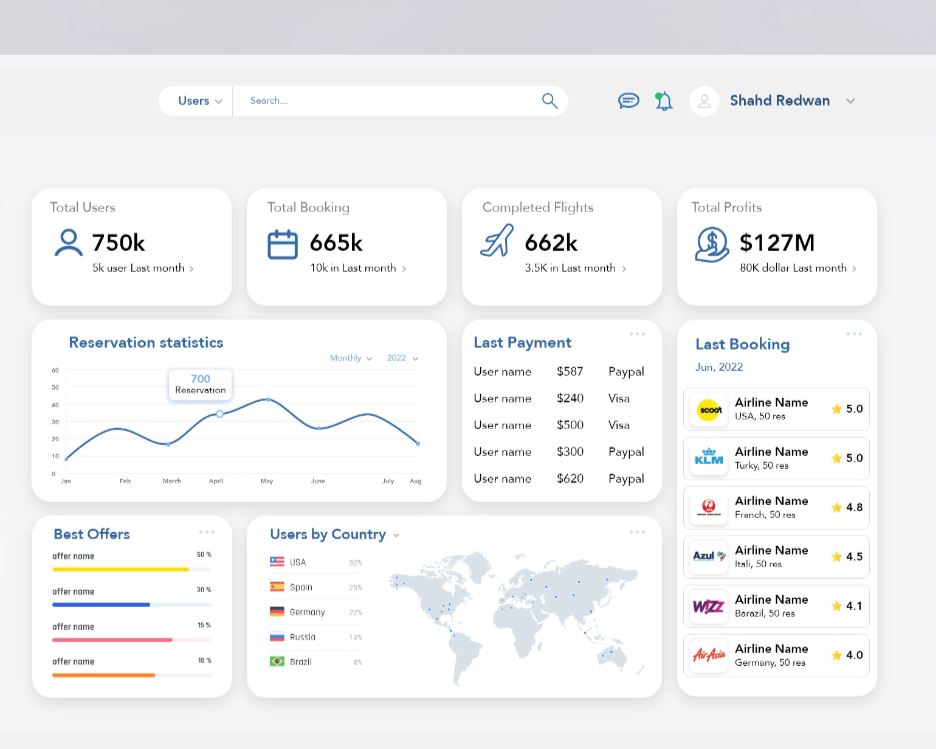 Users
Search...
Shahd Redwan
Total Users
750k
5k user Last month >
Total Booking
665k
10k in Last month >
Completed Flights
662k
3.5K in Last month >
Total Profits
$127M
80K dollar Last month >
Reservation statistics
Monthly 2022
700
Reservation
60
50
40
30
20
10
0
Jan Feb March April May June July Aug
Last Payment
User name $587 Paypal
User name $240 Visa
User name $500 Visa
User name $300 Paypal
User name $620 Paypal
Last Booking
Jun, 2022
scoot Airline Name 5.0
USA, 50 res
KLM Airline Name 5.0
Turky, 50 res
Airline Name 4.8
Franch, 50 res
Azul Airline Name 4.5
Itali, 50 res
WIZZ Airline Name 4.1
Barazil, 50 res
AirAsia Airline Name 4.0
Germany, 50 res
Best Offers
offer name 50 %
offer name 30 %
offer name 15 %
offer name 10 %
Users by Country
USA 32%
Spain 25%
Germany 22%
Russia 13%
Brazil 8%